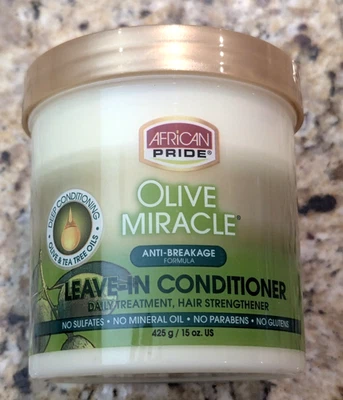 AFRICAN
PRIDE®
OLIVE
MIRACLE®
DEEP CONDITIONING
• OLIVE & TEA TREE OILS •
ANTI-BREAKAGE
FORMULA
LEAVE-IN CONDITIONER
DAILY TREATMENT, HAIR STRENGTHENER
NO SULFATES • NO MINERAL OIL • NO PARABENS • NO GLUTENS
425 g / 15 oz. US